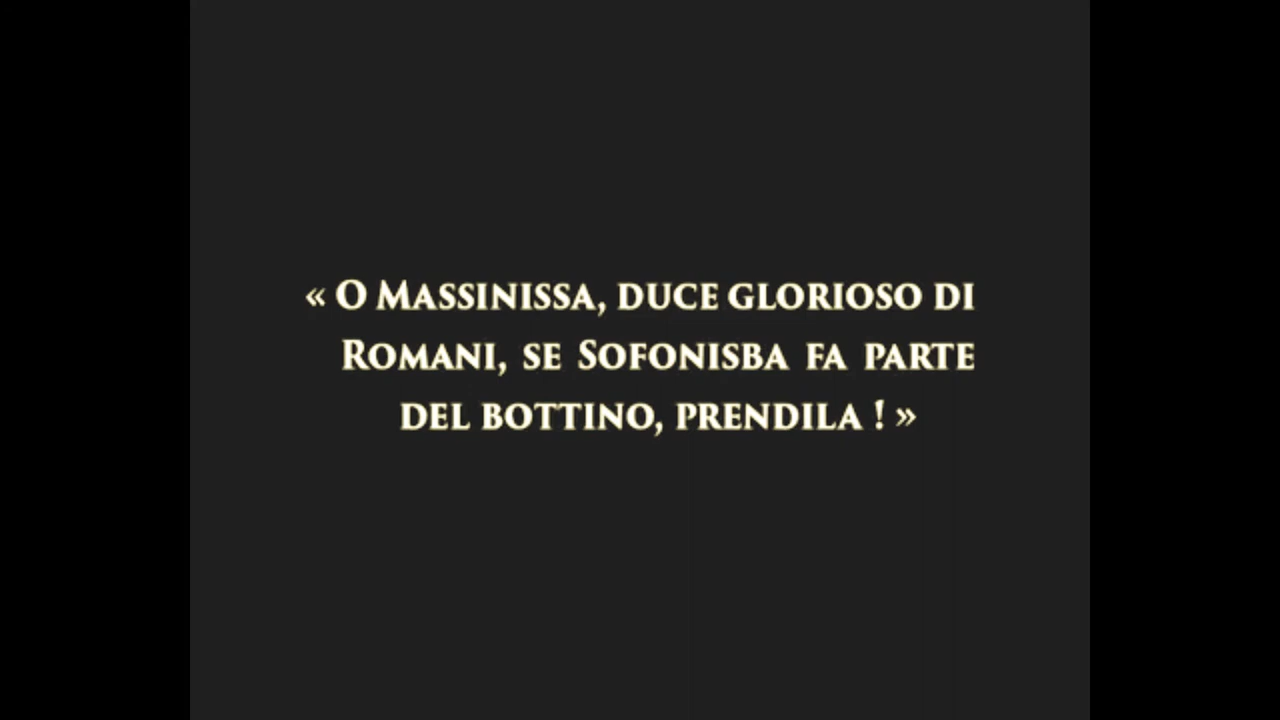 « O Massinissa, duce glorioso di
Romani, se Sofonisba fa parte
del bottino, prendila ! »